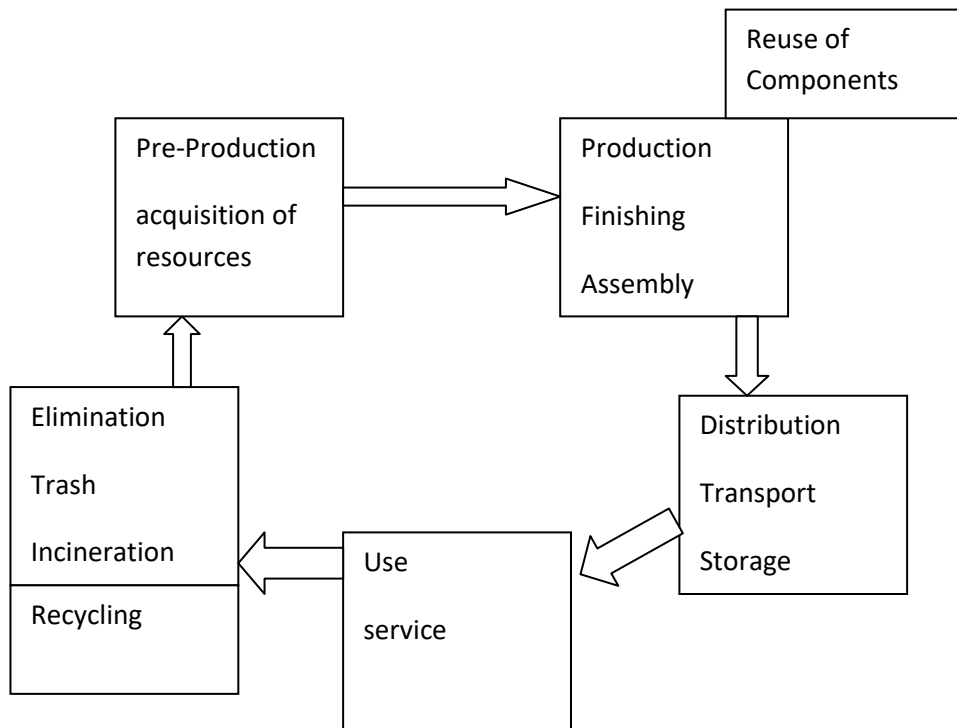 Reuse of
Components
Pre-Production
acquisition of
resources
Production
Finishing
Assembly
Distribution
Transport
Storage
Use
service
Elimination
Trash
Incineration
Recycling